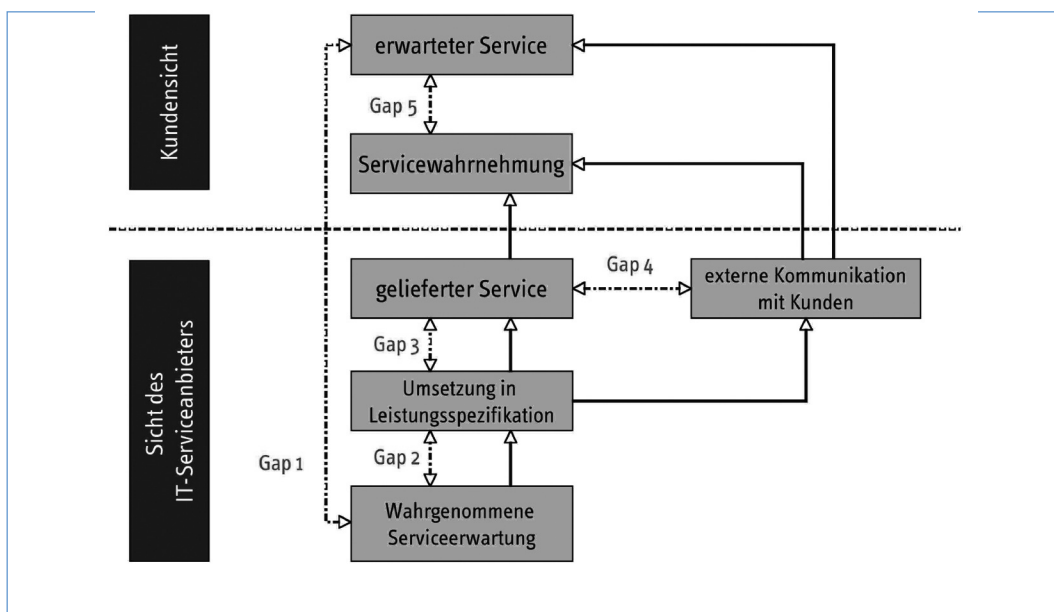 Kundensicht
erwarteter Service
Gap 5
Servicewahrnehmung
Sicht des
IT-Serviceanbieters
gelieferter Service
Gap 4
externe Kommunikation
mit Kunden
Gap 3
Umsetzung in
Leistungsspezifikation
Gap 1
Gap 2
Wahrgenommene
Serviceerwartung